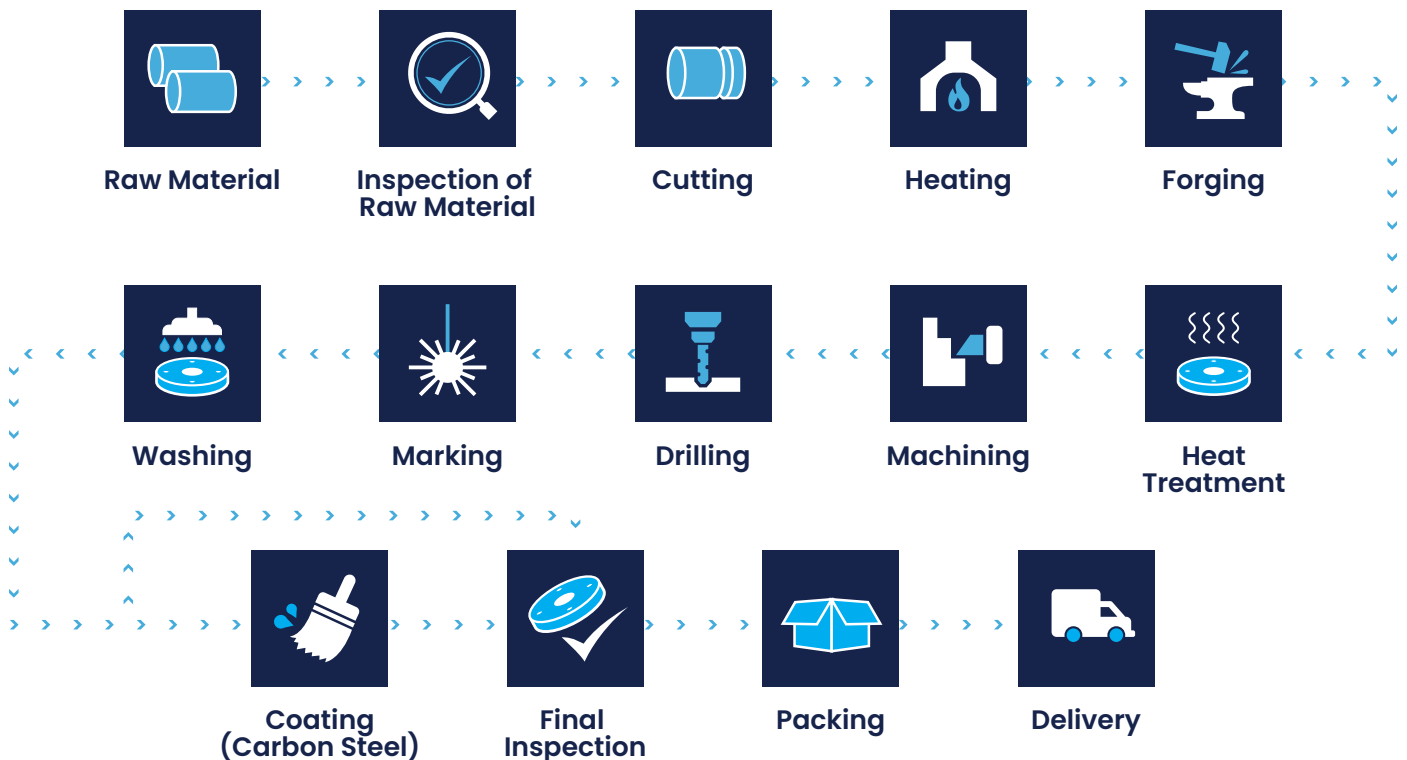 Raw Material
Inspection of
Raw Material
Cutting
Heating
Forging
Washing
Marking
Drilling
Machining
Heat
Treatment
Coating
(Carbon Steel)
Final
Inspection
Packing
Delivery